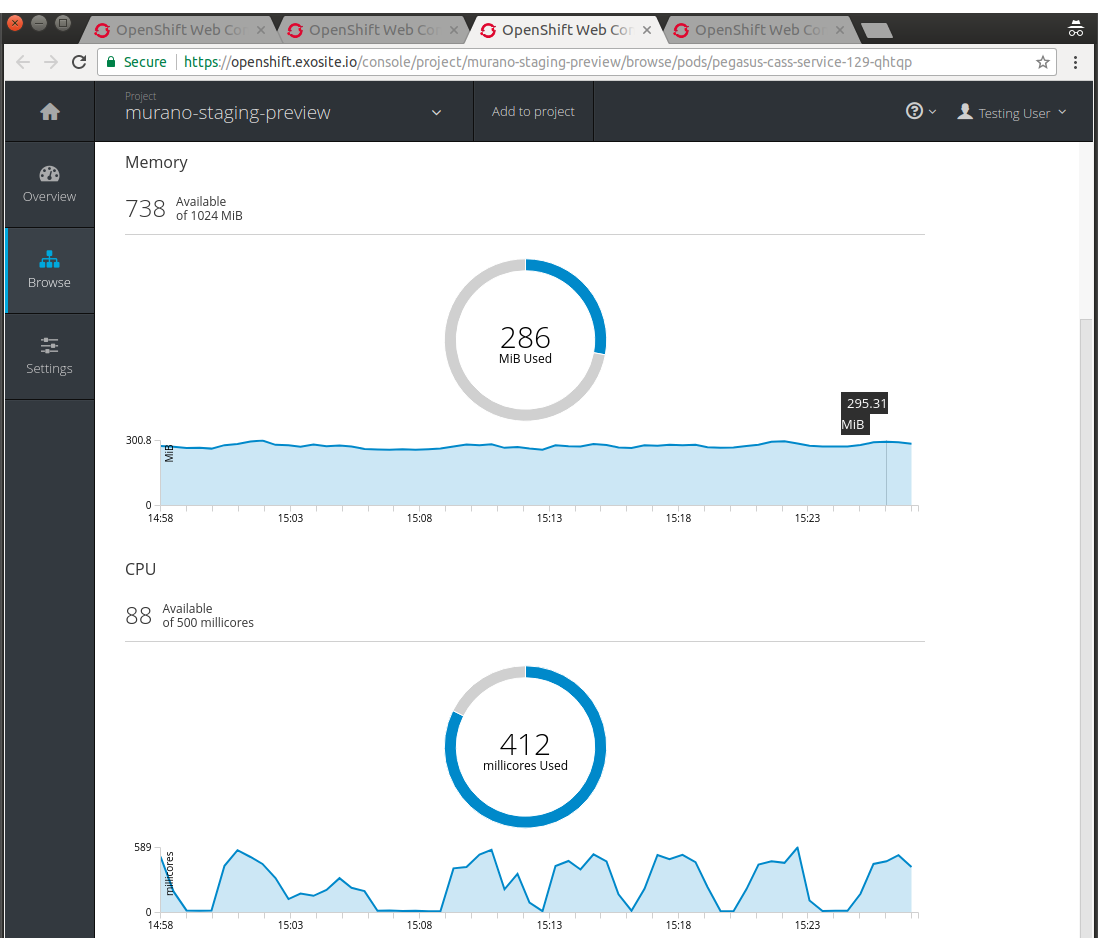 OpenShift Web Cor OpenShift Web Cor OpenShift Web Cor OpenShift Web Cor
Secure https://openshift.exosite.io/console/project/murano-staging-preview/browse/pods/pegasus-cass-service-129-qhtqp
Project
murano-staging-preview
Add to project
Testing User
Overview
Browse
Settings
Memory
738 Available
of 1024 MiB
286
MiB Used
295.31
MiB
300.8
MiB
0
14:58 15:03 15:08 15:13 15:18 15:23
CPU
88 Available
of 500 millicores
412
millicores Used
589
millicores
0
14:58 15:03 15:08 15:13 15:18 15:23